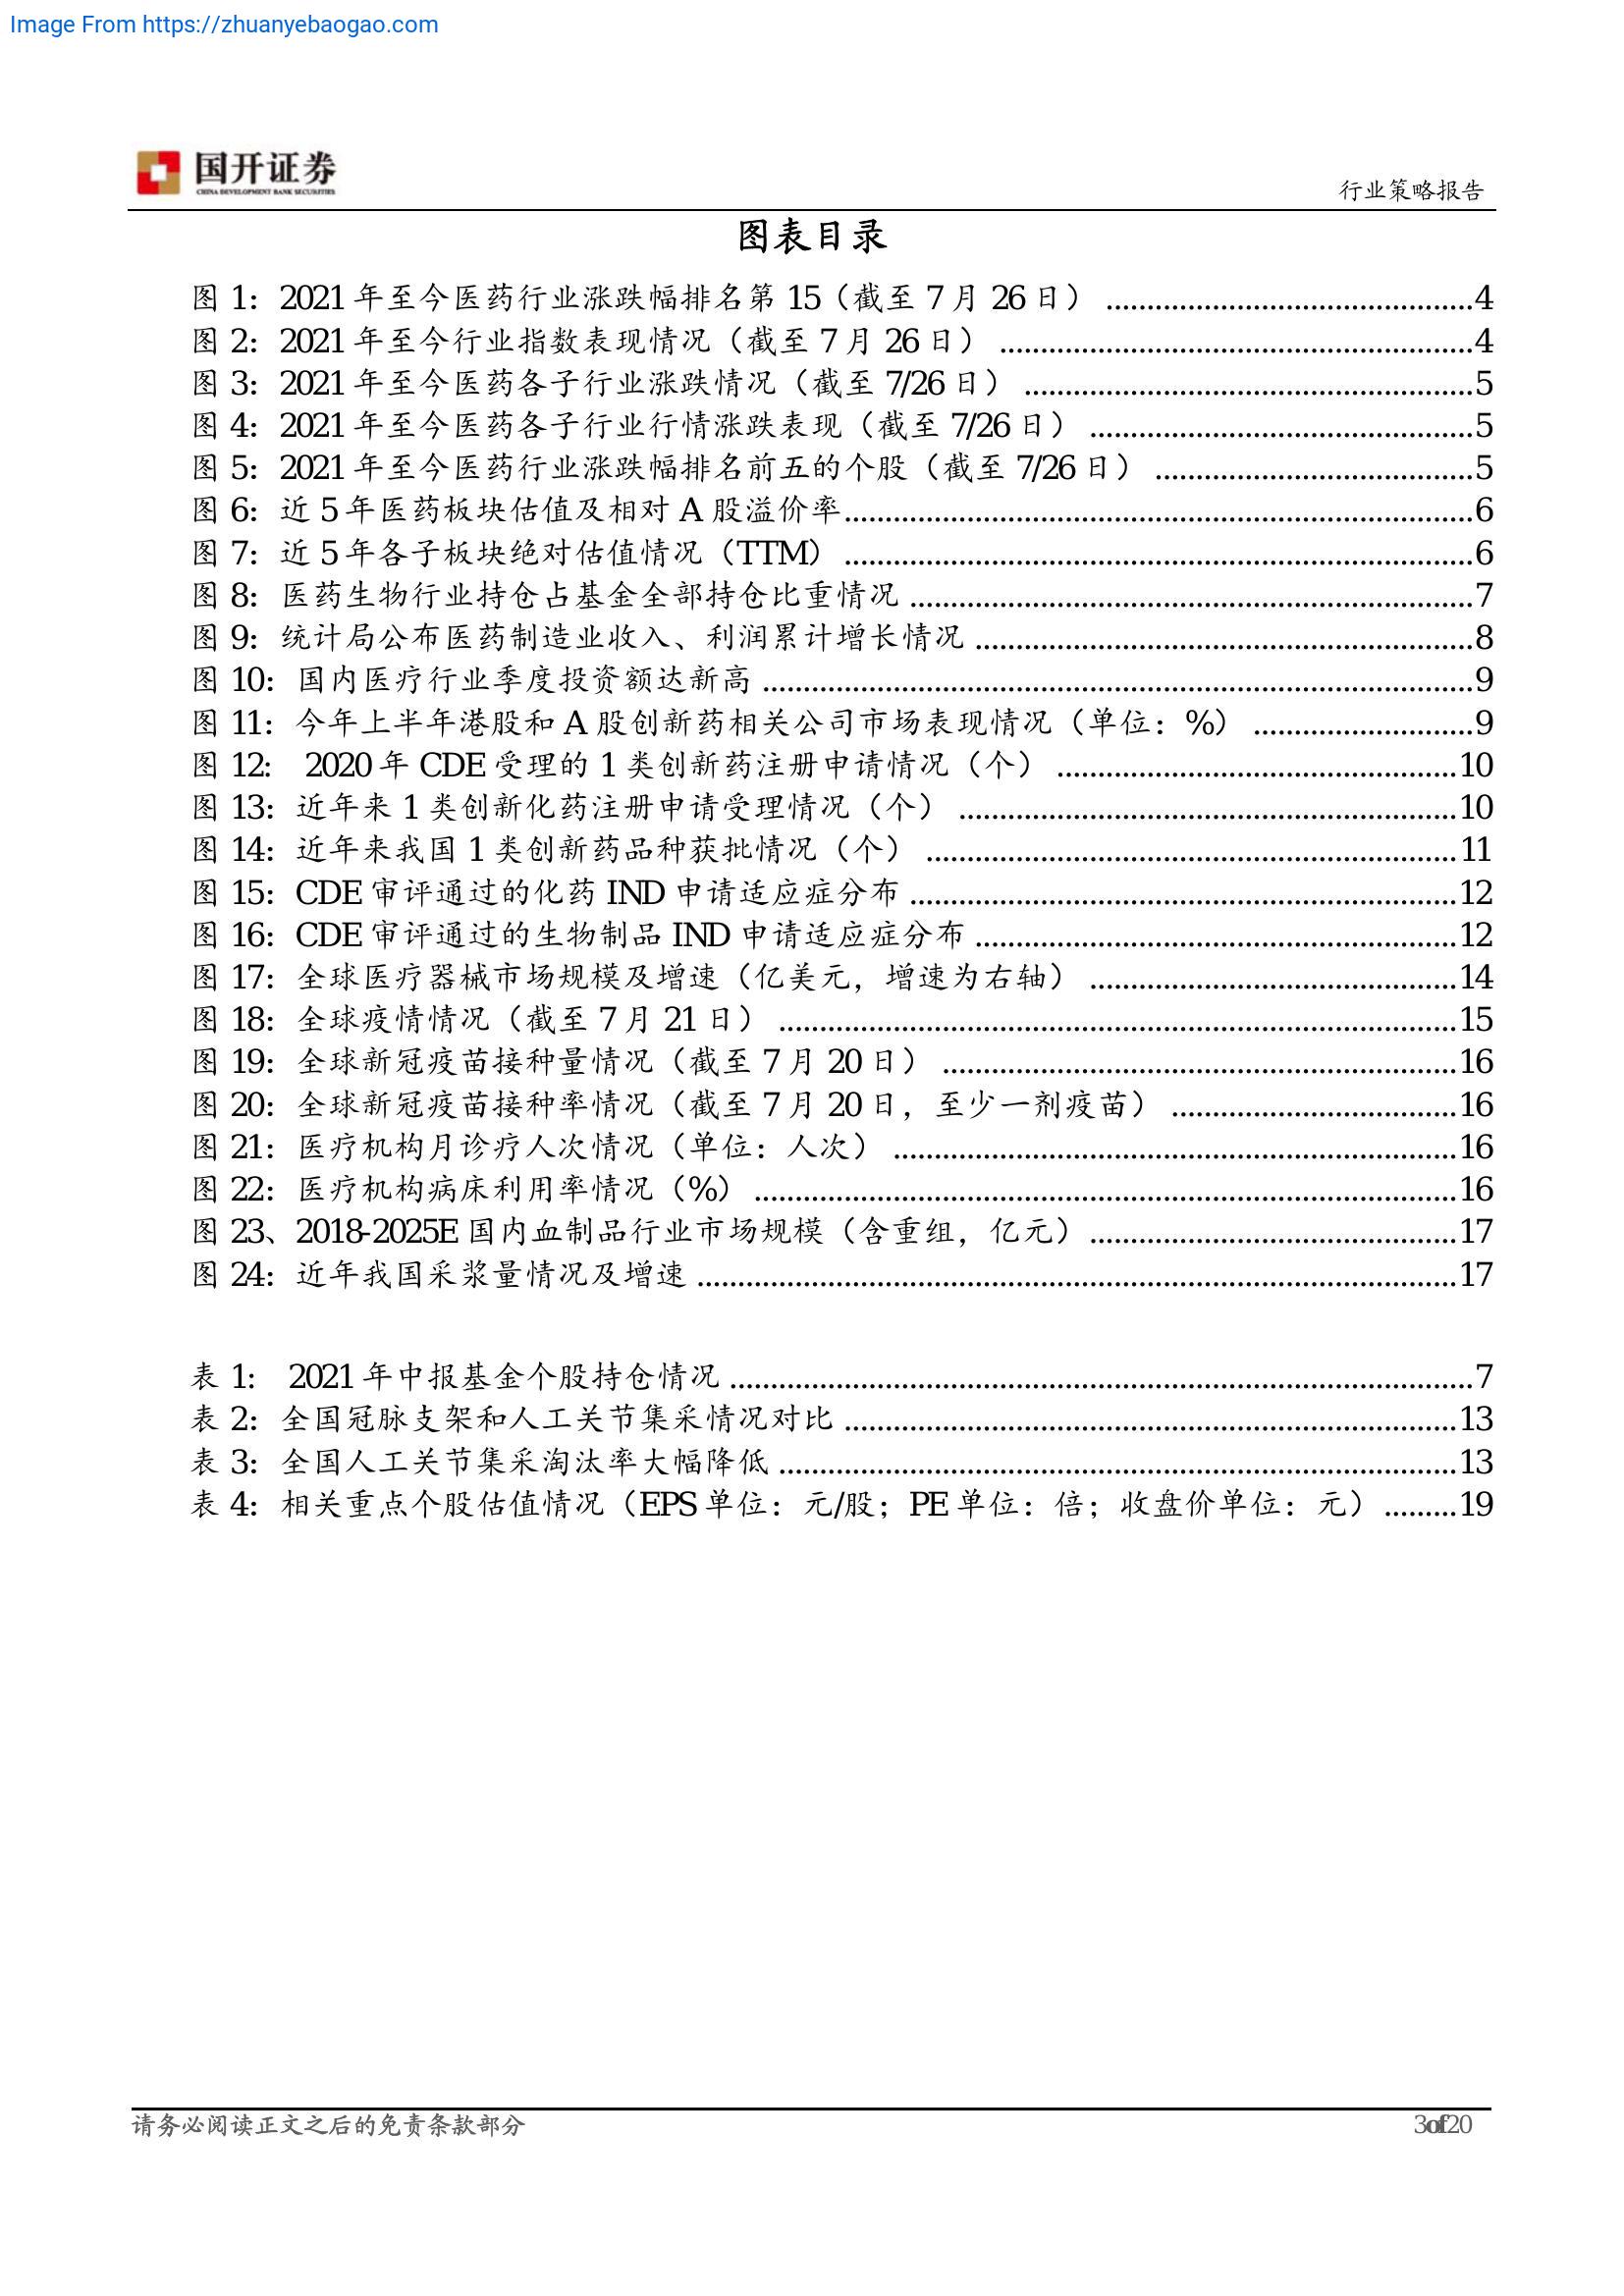 Image From https://zhuanyebaogao.com
国开证券
CHINA DEVELOPMENT BANK SECURITIES
行业策略报告
图表目录
图 1：2021 年至今医药行业涨跌幅排名第 15（截至 7 月 26 日） ............................................4
图 2：2021 年至今行业指数表现情况（截至 7 月 26 日） .........................................................4
图 3：2021 年至今医药各子行业涨跌情况（截至 7/26 日） ......................................................5
图 4：2021 年至今医药各子行业行情涨跌表现（截至 7/26 日） ..............................................5
图 5：2021 年至今医药行业涨跌幅排名前五的个股（截至 7/26 日） ......................................5
图 6：近 5 年医药板块估值及相对 A 股溢价率............................................................................6
图 7：近 5 年各子板块绝对估值情况（TTM） ............................................................................6
图 8：医药生物行业持仓占基金全部持仓比重情况 ....................................................................7
图 9：统计局公布医药制造业收入、利润累计增长情况 ............................................................8
图 10：国内医疗行业季度投资额达新高 ......................................................................................9
图 11：今年上半年港股和 A 股创新药相关公司市场表现情况（单位：%） ...........................9
图 12： 2020 年 CDE 受理的 1 类创新药注册申请情况（个） ................................................10
图 13：近年来 1 类创新化药注册申请受理情况（个） ............................................................10
图 14：近年来我国 1 类创新药品种获批情况（个） ................................................................11
图 15：CDE 审评通过的化药 IND 申请适应症分布 ..................................................................12
图 16：CDE 审评通过的生物制品 IND 申请适应症分布 ..........................................................12
图 17：全球医疗器械市场规模及增速（亿美元，增速为右轴） ............................................14
图 18：全球疫情情况（截至 7 月 21 日） ..................................................................................15
图 19：全球新冠疫苗接种量情况（截至 7 月 20 日） ..............................................................16
图 20：全球新冠疫苗接种率情况（截至 7 月 20 日，至少一剂疫苗） ..................................16
图 21：医疗机构月诊疗人次情况（单位：人次） ....................................................................16
图 22：医疗机构病床利用率情况（%） .....................................................................................16
图 23、2018-2025E 国内血制品行业市场规模（含重组，亿元） ............................................17
图 24：近年我国采浆量情况及增速 ............................................................................................17
表 1： 2021 年中报基金个股持仓情况 ..........................................................................................7
表 2：全国冠脉支架和人工关节集采情况对比 ..........................................................................13
表 3：全国人工关节集采淘汰率大幅降低 ..................................................................................13
表 4：相关重点个股估值情况（EPS 单位：元/股；PE 单位：倍；收盘价单位：元） .........19
请务必阅读正文之后的免责条款部分
3of20